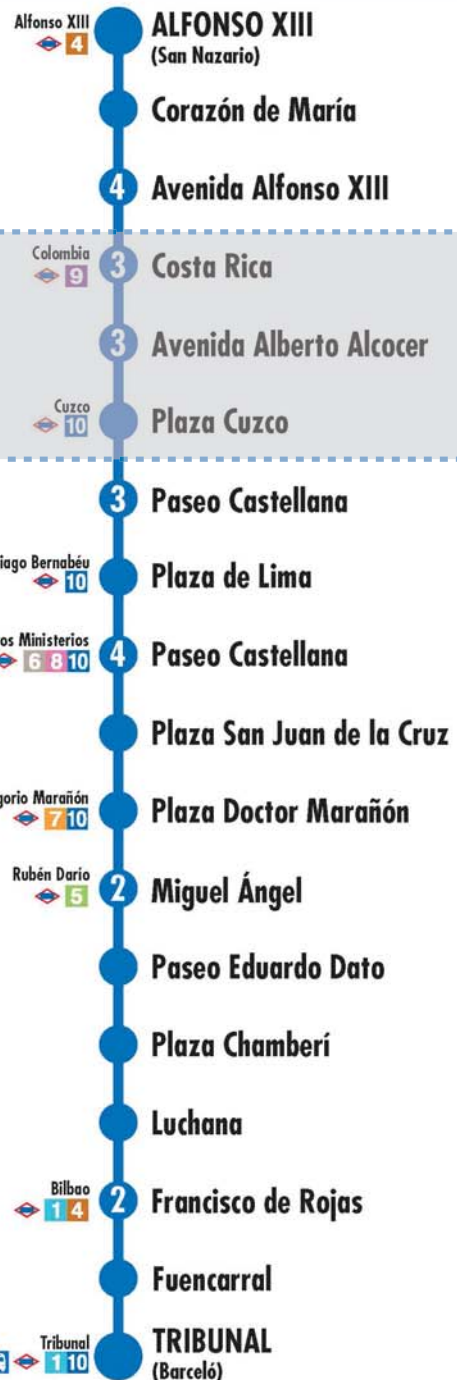 Alfonso XIII
4
ALFONSO XIII
(San Nazario)
Corazón de María
4 Avenida Alfonso XIII
Colombia
9
3 Costa Rica
3 Avenida Alberto Alcocer
Cuzco
10
Plaza Cuzco
3 Paseo Castellana
Bernabéu
10
Plaza de Lima
Ministerios
6 8 10
4 Paseo Castellana
Plaza San Juan de la Cruz
Marañón
7 10
Plaza Doctor Marañón
Rubén Darío
5
2 Miguel Ángel
Paseo Eduardo Dato
Plaza Chamberí
Luchana
Bilbao
1 4
2 Francisco de Rojas
Fuencarral
Tribunal
1 10
TRIBUNAL
(Barceló)